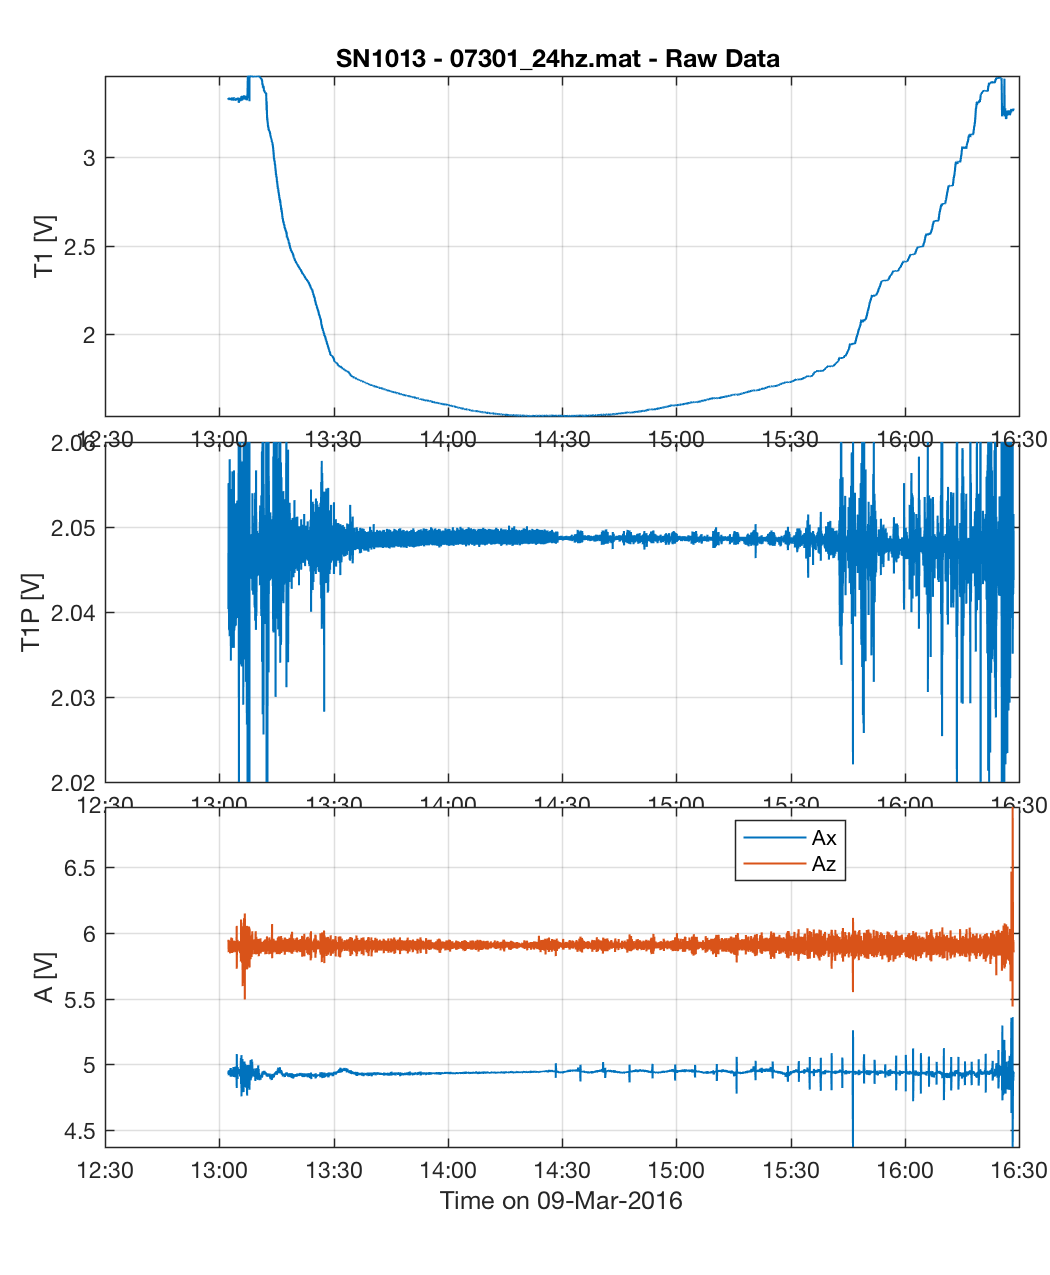 SN1013 - 07301_24hz.mat - Raw Data
3
2.5
2
T1 [V]
12:30 13:00 13:30 14:00 14:30 15:00 15:30 16:00 16:30
2.06
2.05
2.04
2.03
2.02
T1P [V]
12:30 13:00 13:30 14:00 14:30 15:00 15:30 16:00 16:30
Ax
Az
6.5
6
5.5
5
4.5
A [V]
12:30 13:00 13:30 14:00 14:30 15:00 15:30 16:00 16:30
Time on 09-Mar-2016